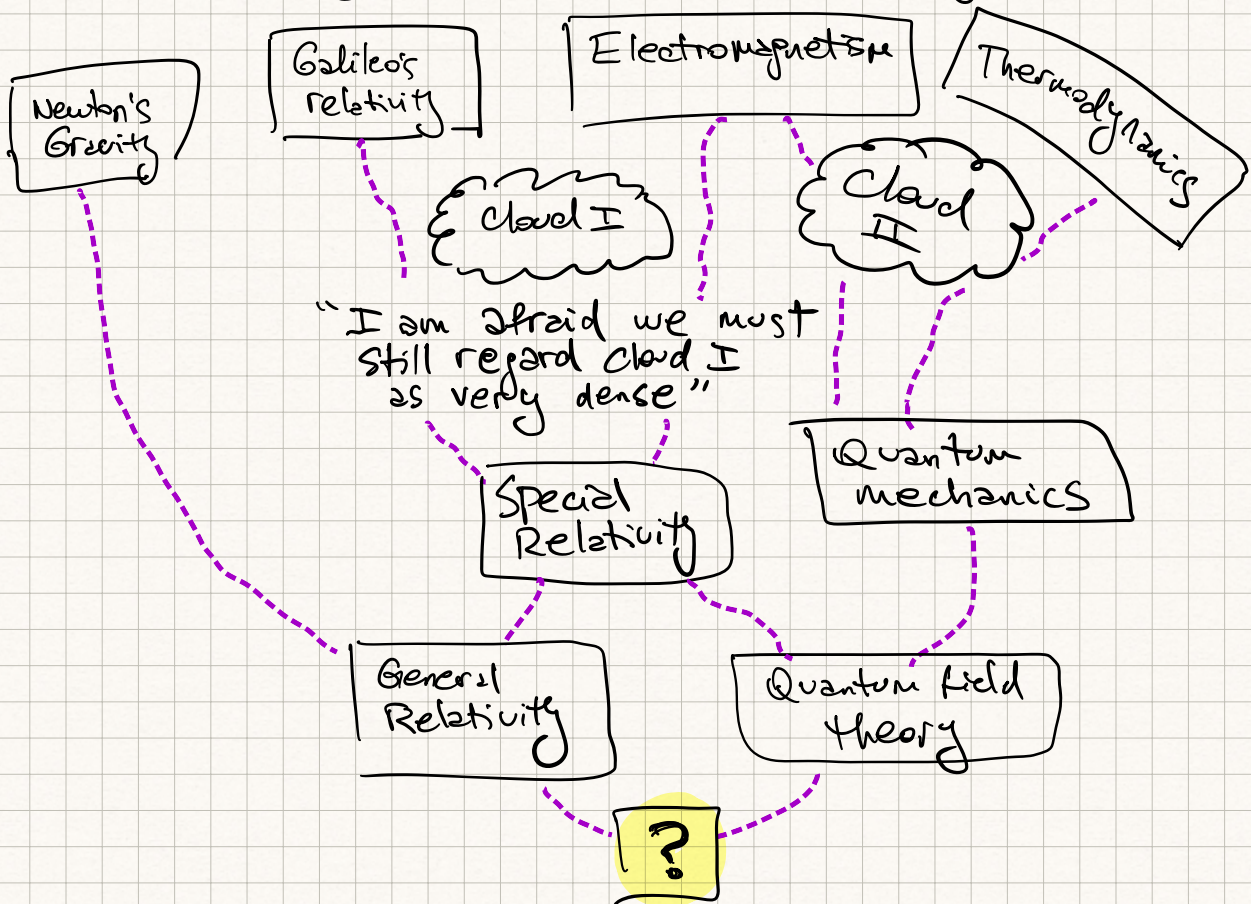 Newton's
Gravity
Galileo's
relativity
Electromagnetism
Thermodynamics
Cloud I
Cloud
II
"I am afraid we must
still regard Cloud I
as very dense"
Special
Relativity
Quantum
mechanics
General
Relativity
Quantum field
theory
?